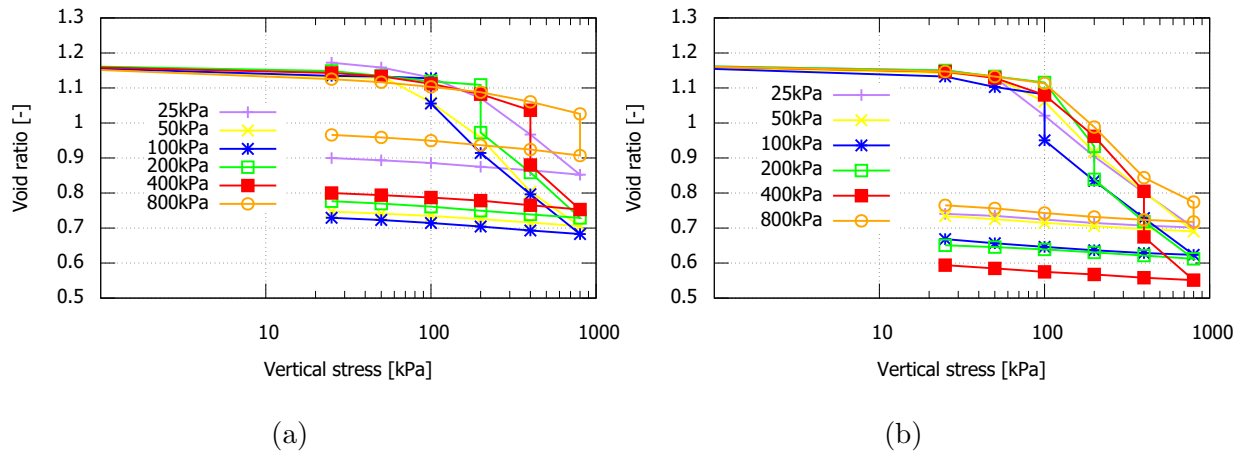 1.3
1.2
1.1
1
0.9
0.8
0.7
0.6
0.5
Void ratio [-]
25kPa
50kPa
100kPa
200kPa
400kPa
800kPa
10 100 1000
Vertical stress [kPa]
(a)
1.3
1.2
1.1
1
0.9
0.8
0.7
0.6
0.5
Void ratio [-]
25kPa
50kPa
100kPa
200kPa
400kPa
800kPa
10 100 1000
Vertical stress [kPa]
(b)